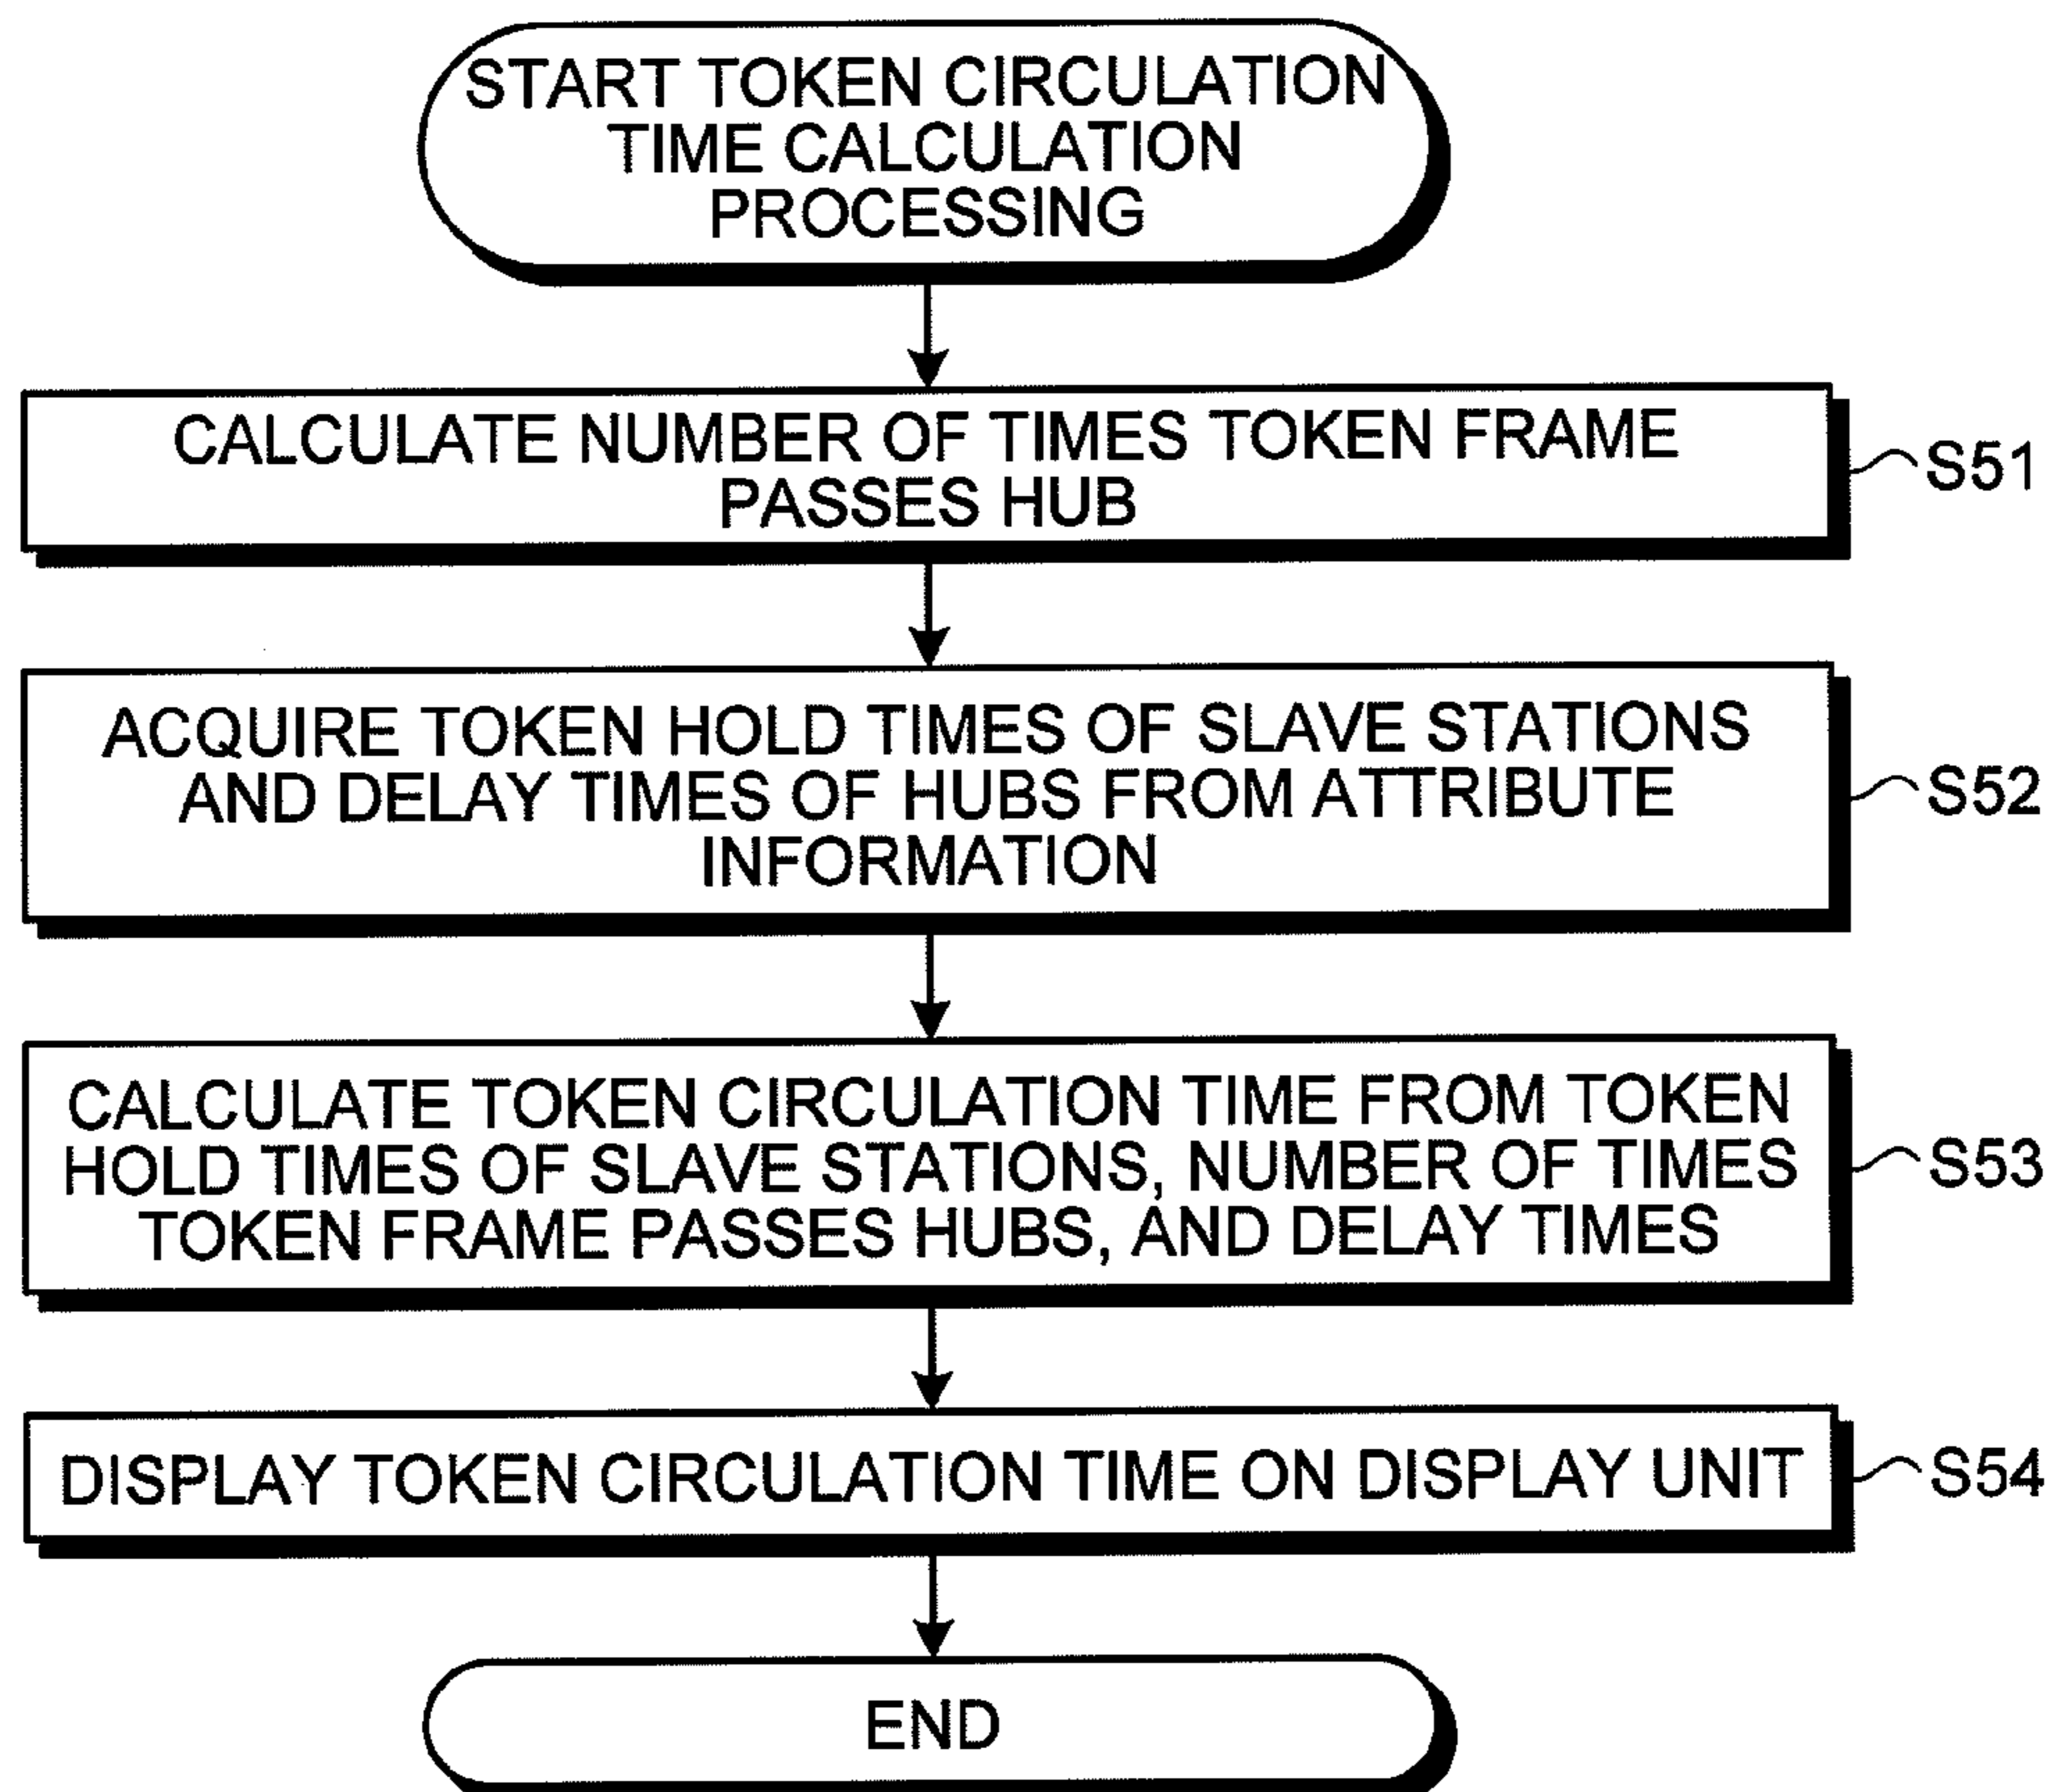 START TOKEN CIRCULATION
TIME CALCULATION
PROCESSING
CALCULATE NUMBER OF TIMES TOKEN FRAME
PASSES HUB
S51
ACQUIRE TOKEN HOLD TIMES OF SLAVE STATIONS
AND DELAY TIMES OF HUBS FROM ATTRIBUTE
INFORMATION
S52
CALCULATE TOKEN CIRCULATION TIME FROM TOKEN
HOLD TIMES OF SLAVE STATIONS, NUMBER OF TIMES
TOKEN FRAME PASSES HUBS, AND DELAY TIMES
S53
DISPLAY TOKEN CIRCULATION TIME ON DISPLAY UNIT
S54
END